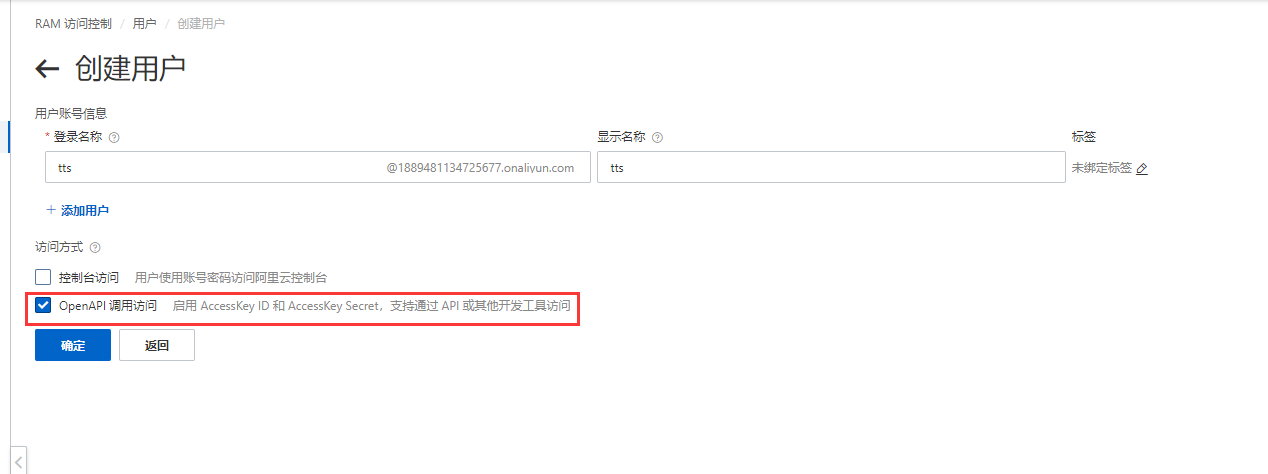 RAM 访问控制 / 用户 / 创建用户
← 创建用户
用户账号信息
* 登录名称 显示名称 标签
tts @1889481134725677.onaliyun.com tts 未绑定标签
+ 添加用户
访问方式
控制台访问 用户使用账号密码访问阿里云控制台
OpenAPI 调用访问 启用 AccessKey ID 和 AccessKey Secret，支持通过 API 或其他开发工具访问
确定 返回